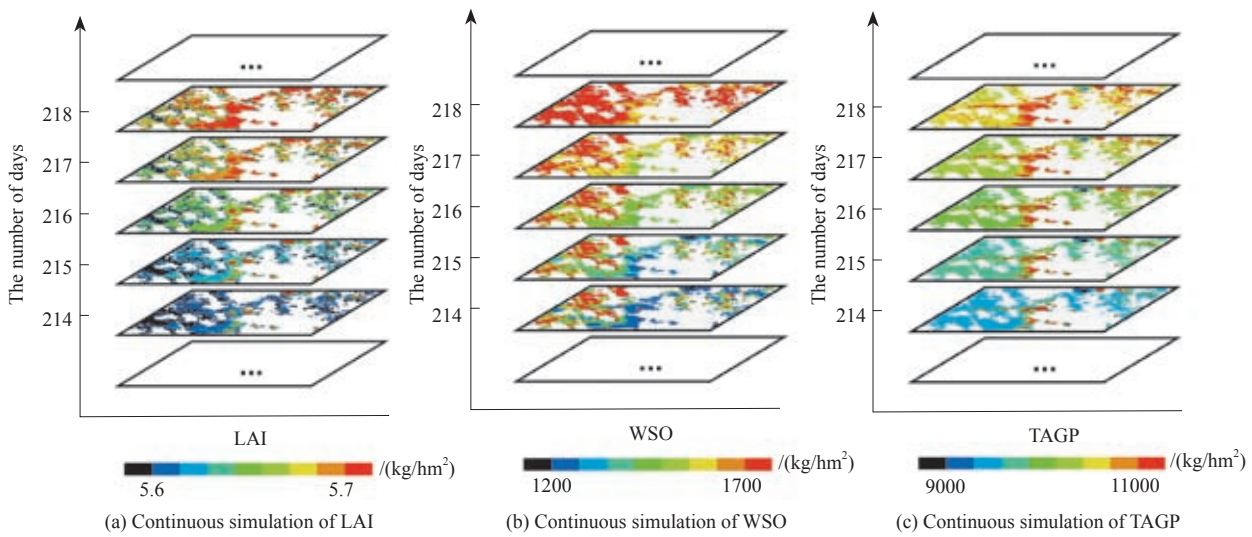 The number of days
•••
218
217
216
215
214
•••
LAI
/(kg/hm²)
5.6 5.7
(a) Continuous simulation of LAI
The number of days
•••
218
217
216
215
214
•••
WSO
/(kg/hm²)
1200 1700
(b) Continuous simulation of WSO
The number of days
•••
218
217
216
215
214
•••
TAGP
/(kg/hm²)
9000 11000
(c) Continuous simulation of TAGP